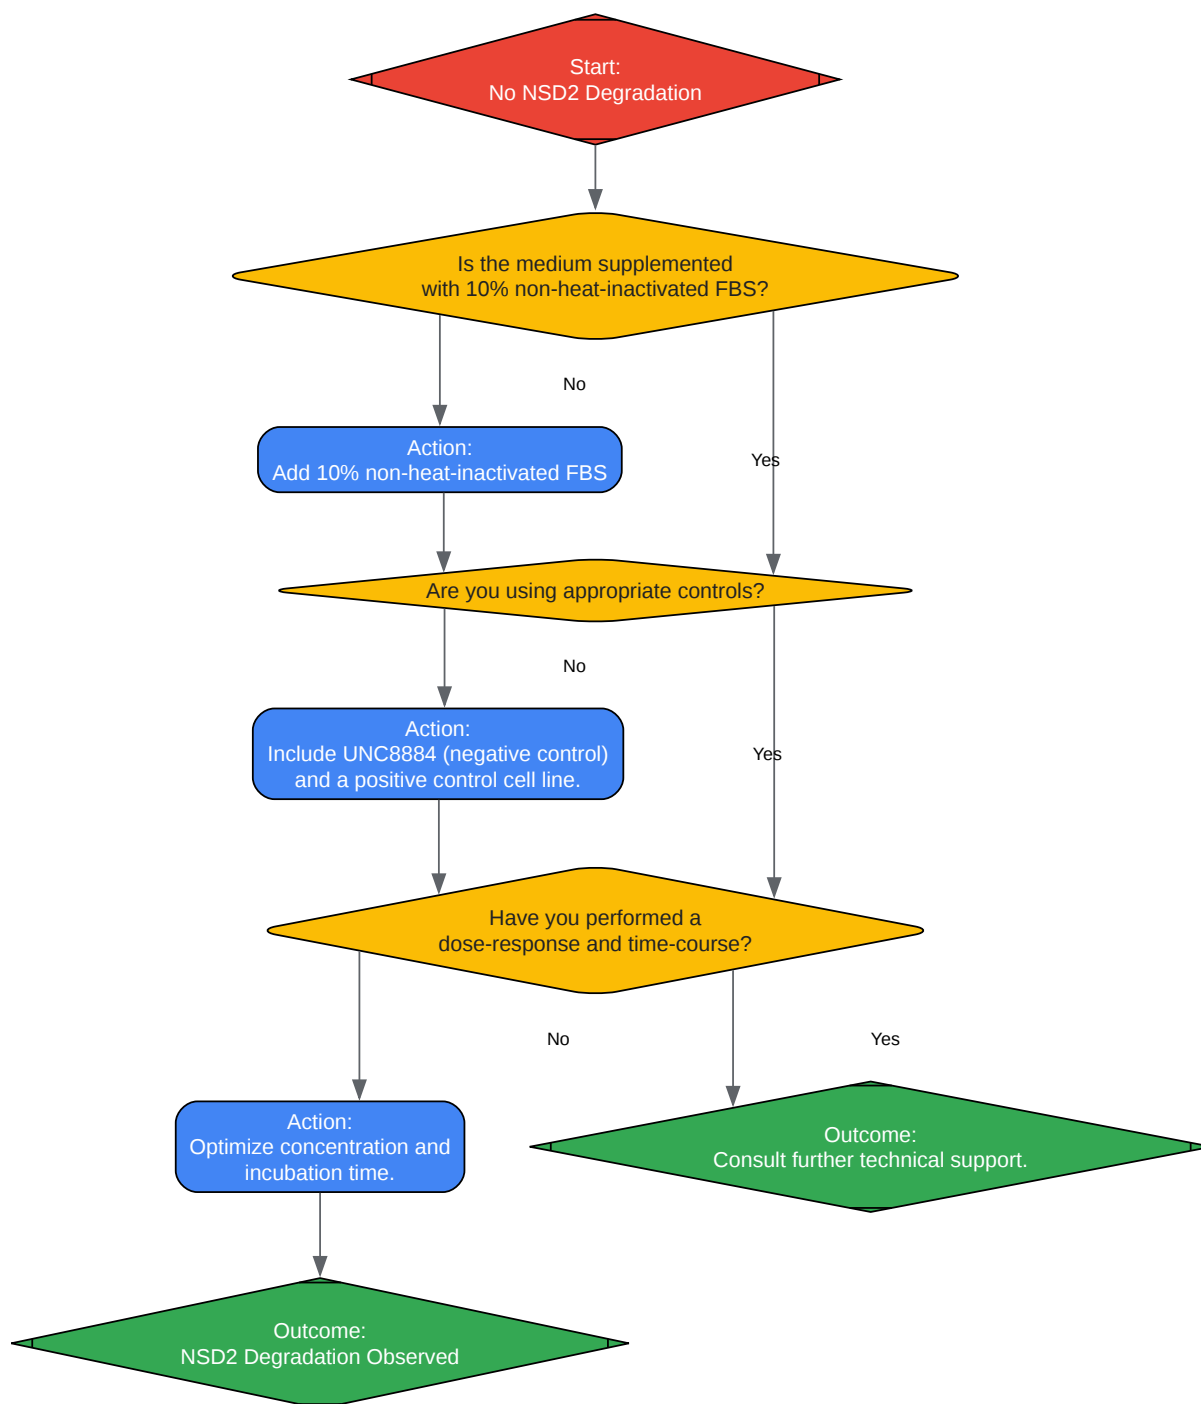 Start:
No NSD2 Degradation
Is the medium supplemented
with 10% non-heat-inactivated FBS?
No
Action:
Add 10% non-heat-inactivated FBS
Yes
Are you using appropriate controls?
No
Action:
Include UNC8884 (negative control)
and a positive control cell line.
Yes
Have you performed a
dose-response and time-course?
No
Yes
Action:
Optimize concentration and
incubation time.
Outcome:
Consult further technical support.
Outcome:
NSD2 Degradation Observed